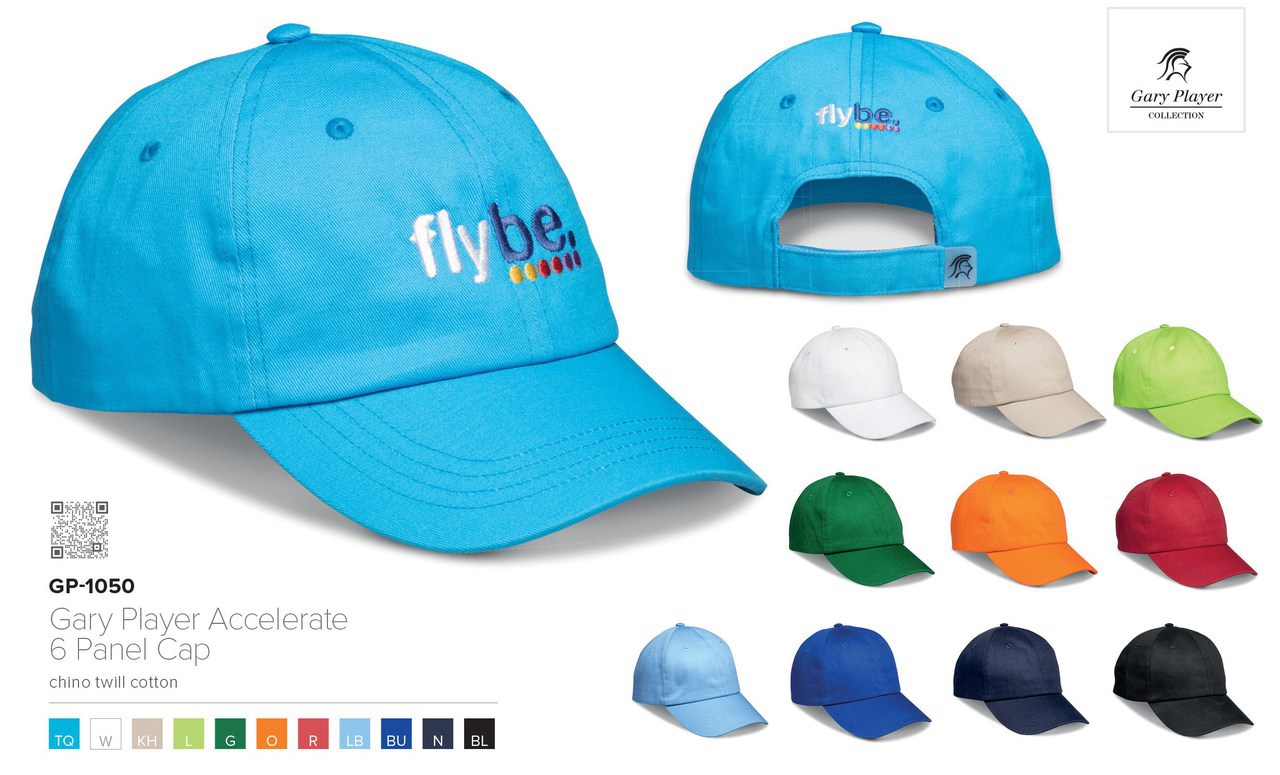 flybe.
flybe.
Gary Player
COLLECTION
GP-1050
Gary Player Accelerate
6 Panel Cap
chino twill cotton
TQ W KH L G O R LB BU N BL